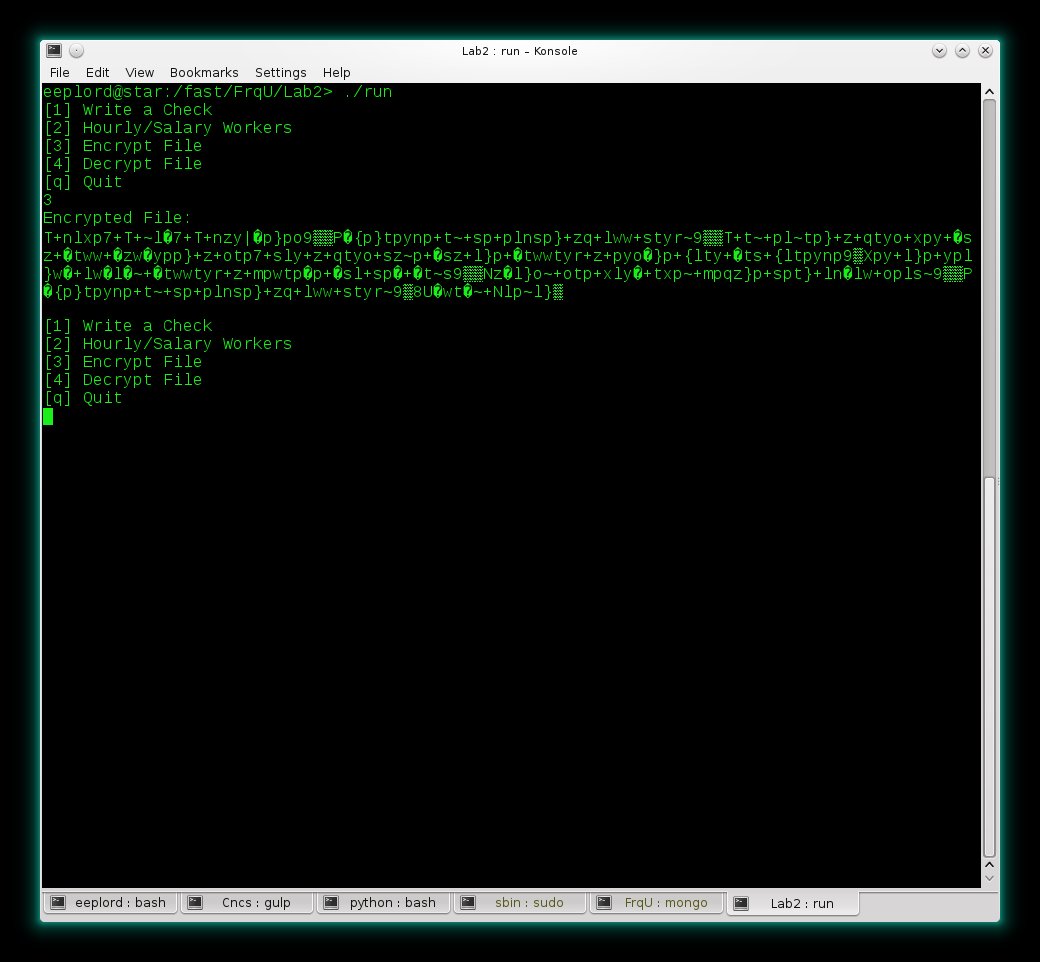 Lab2 : run – Konsole
File Edit View Bookmarks Settings Help
eeplord@star:/fast/FrqU/Lab2> ./run
[1] Write a Check
[2] Hourly/Salary Workers
[3] Encrypt File
[4] Decrypt File
[q] Quit
3
Encrypted File:
T+nlxp7+T+~l�7+T+nzy|�p}po9▒▒P�{p}tpynp+t~+sp+plnsp}+zq+lww+styr~9▒▒T+t~+pl~tp}+z+qtyo+xpy+�s
z+�tww+�zw�ypp}+z+otp7+sly+z+qtyo+sz~p+�sz+l}p+�twwtyr+z+pyo�}p+{lty+�ts+{ltpynp9▒Xpy+l}p+ypl
}w�+lw�l�~+�twwtyr+z+mpwtp�p+�sl+sp�+�t~s9▒▒Nz�l}o~+otp+xly�+txp~+mpqz}p+spt}+ln�lw+opls~9▒▒P
�{p}tpynp+t~+sp+plnsp}+zq+lww+styr~9▒8U�wt�~+Nlp~l}▒
[1] Write a Check
[2] Hourly/Salary Workers
[3] Encrypt File
[4] Decrypt File
[q] Quit
eeplord : bash Cncs : gulp python : bash sbin : sudo FrqU : mongo Lab2 : run